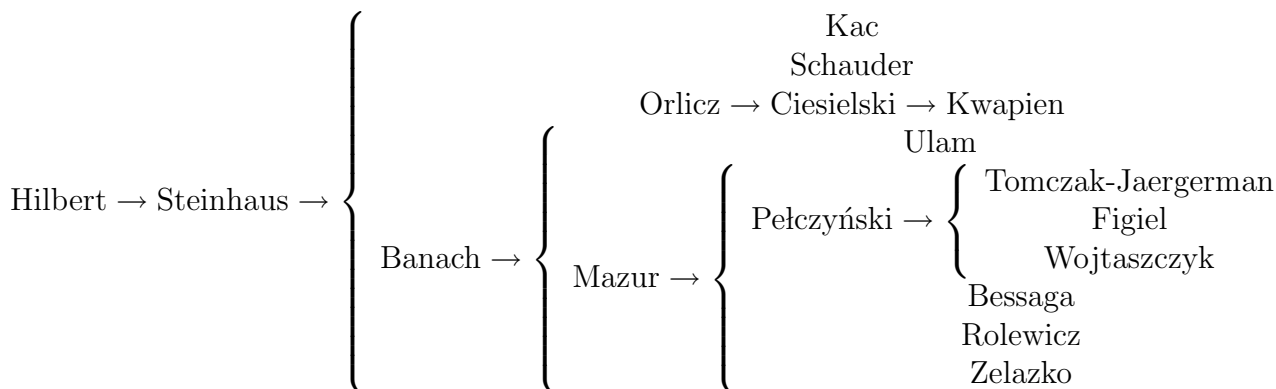 Kac
Schauder
Orlicz → Ciesielski → Kwapien
Ulam
Hilbert → Steinhaus →
Banach →
Mazur →
Pełczyński →
Tomczak-Jaergerman
Figiel
Wojtaszczyk
Bessaga
Rolewicz
Zelazko